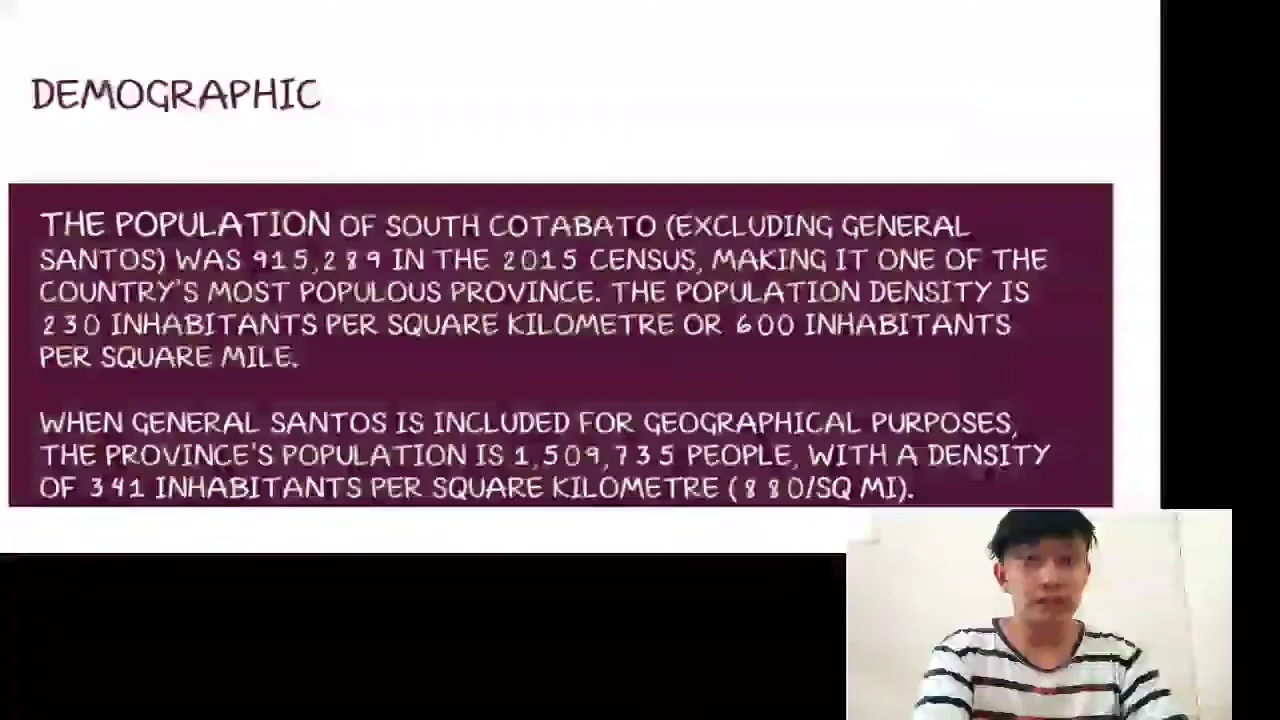 DEMOGRAPHIC
THE POPULATION OF SOUTH COTABATO (EXCLUDING GENERAL
SANTOS) WAS 915,289 IN THE 2015 CENSUS, MAKING IT ONE OF THE
COUNTRY'S MOST POPULOUS PROVINCE. THE POPULATION DENSITY IS
230 INHABITANTS PER SQUARE KILOMETRE OR 600 INHABITANTS
PER SQUARE MILE.
WHEN GENERAL SANTOS IS INCLUDED FOR GEOGRAPHICAL PURPOSES,
THE PROVINCE'S POPULATION IS 1,509,735 PEOPLE, WITH A DENSITY
OF 341 INHABITANTS PER SQUARE KILOMETRE (880/SQ MI).